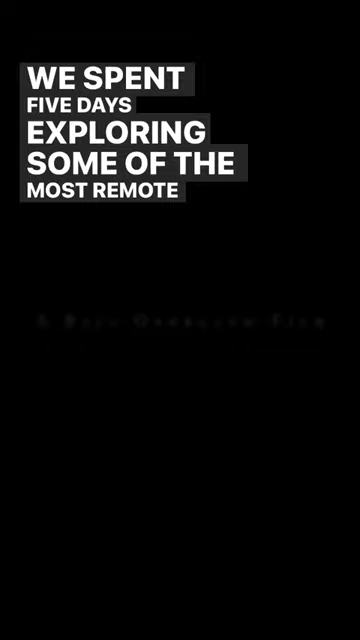 WE SPENT
FIVE DAYS
EXPLORING
SOME OF THE
MOST REMOTE